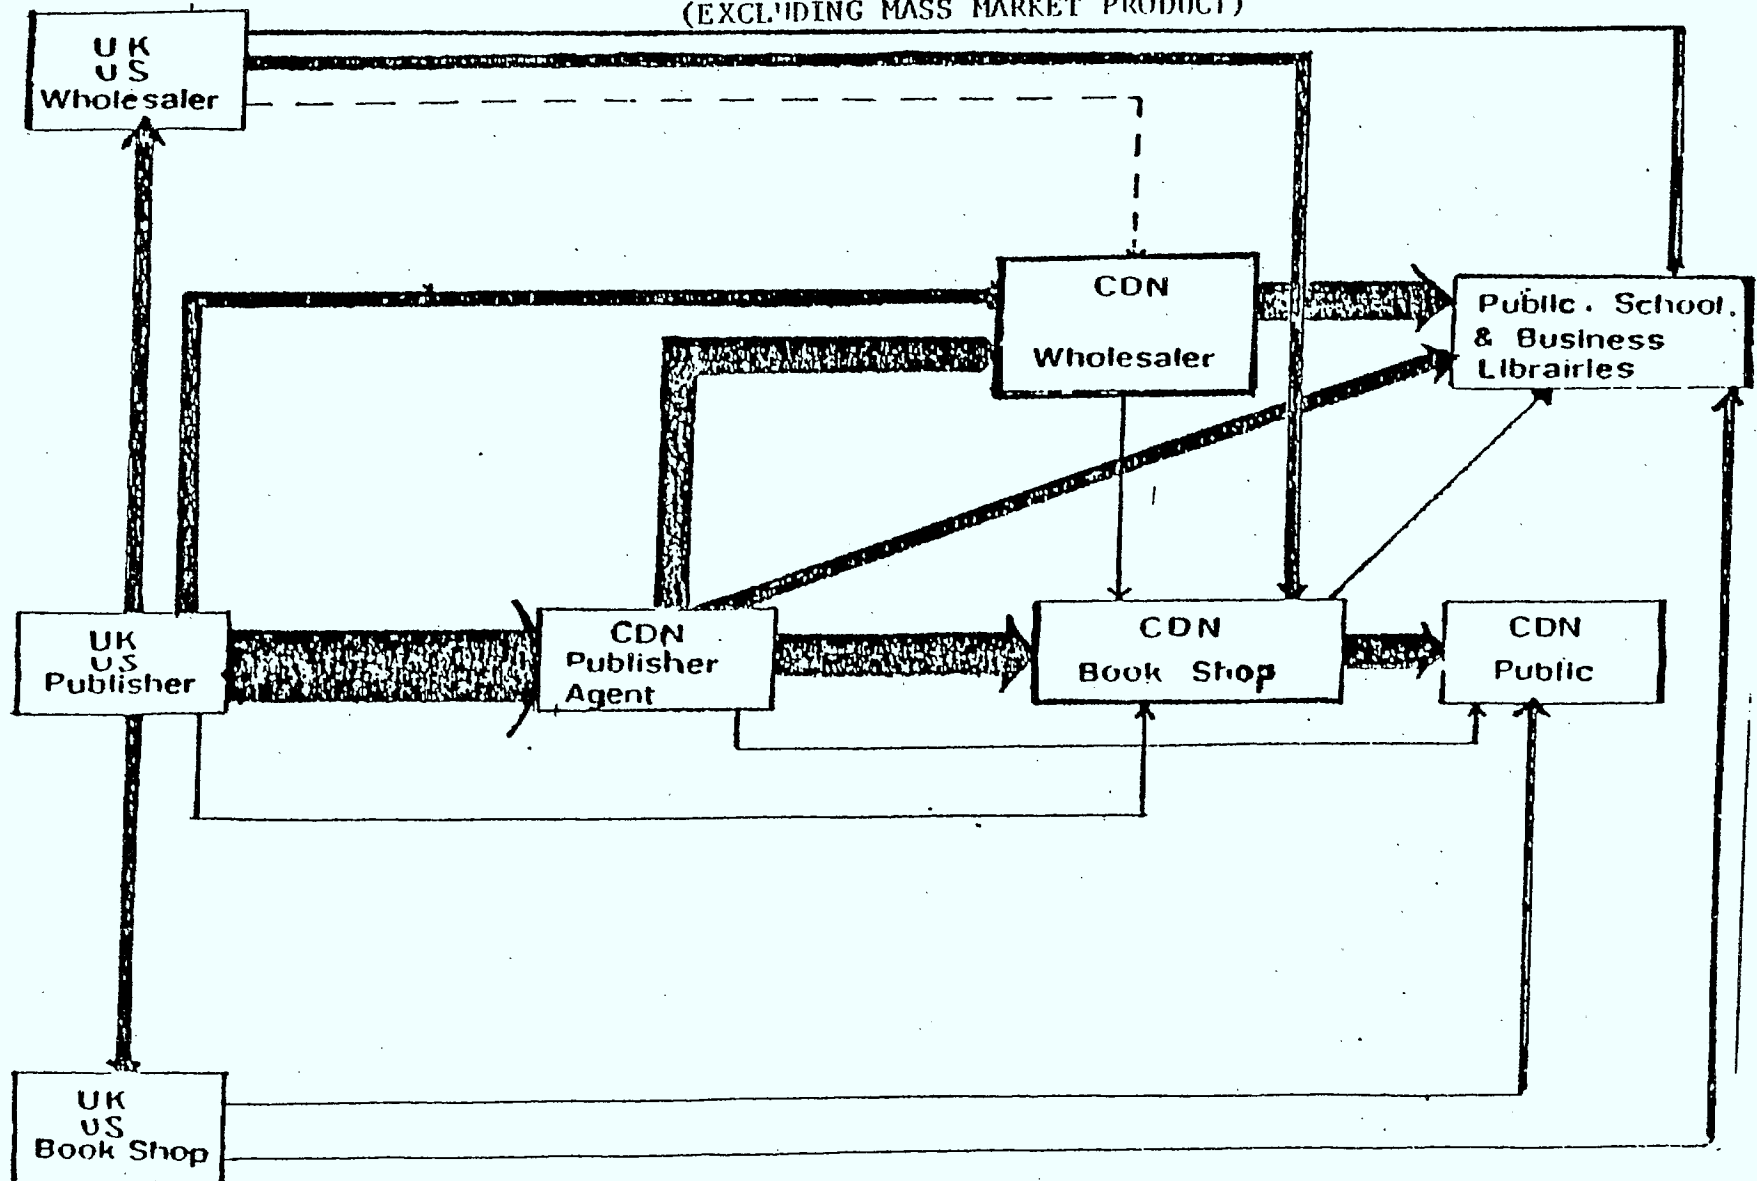 (EXCLUDING MASS MARKET PRODUCT)
UK
US
Wholesaler
CDN
Wholesaler
Public. School.
& Business
Librairies
UK
US
Publisher
CDN
Publisher
Agent
CDN
Book Shop
CDN
Public
UK
US
Book Shop